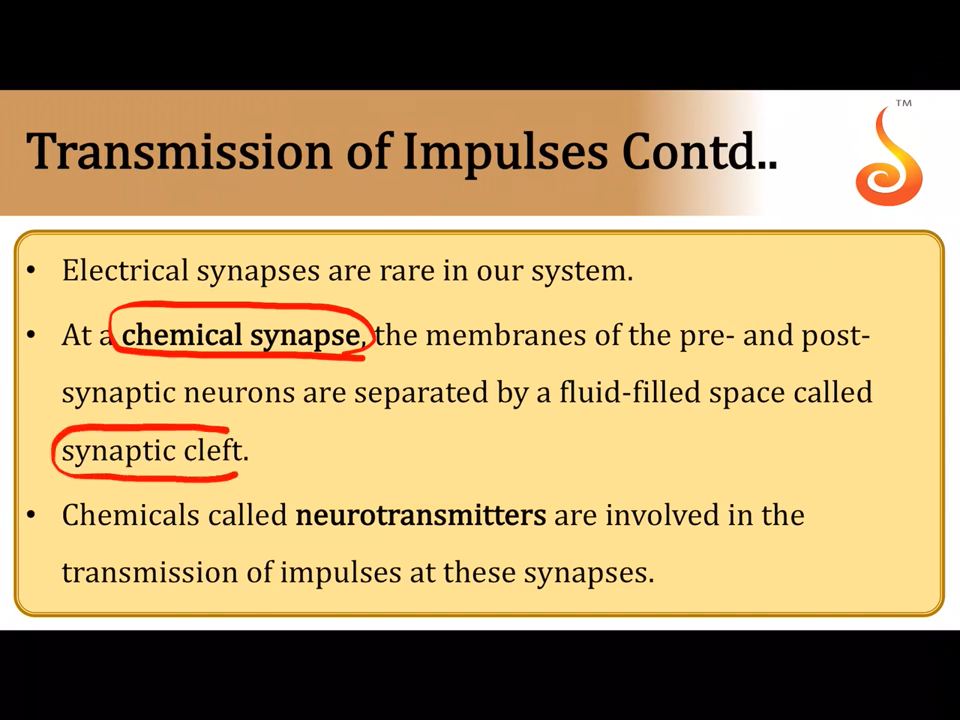 Transmission of Impulses Contd..
TM
• Electrical synapses are rare in our system.
• At a chemical synapse, the membranes of the pre- and post-
synaptic neurons are separated by a fluid-filled space called
synaptic cleft.
• Chemicals called neurotransmitters are involved in the
transmission of impulses at these synapses.